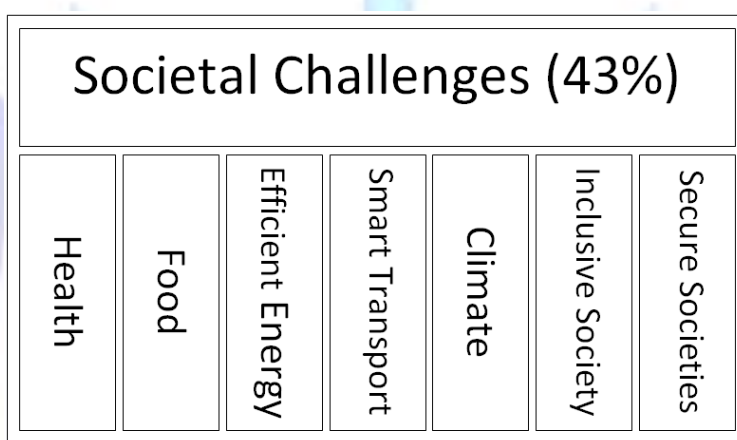 Societal Challenges (43%)
Health
Food
Efficient Energy
Smart Transport
Climate
Inclusive Society
Secure Societies